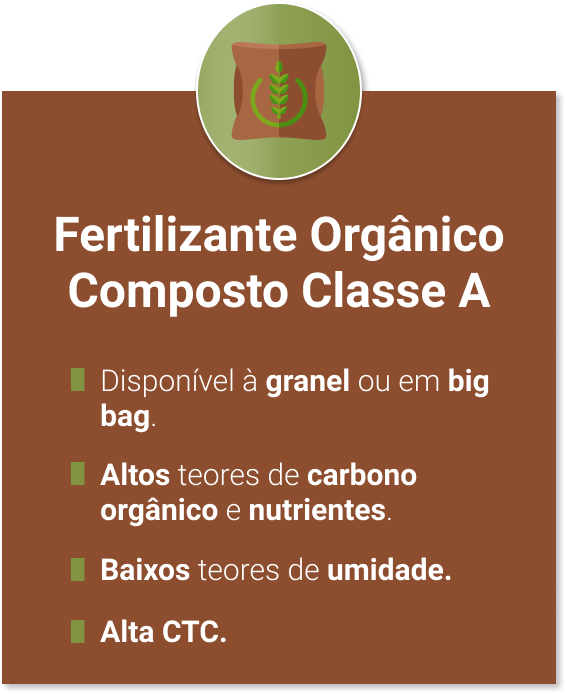 Fertilizante Orgânico
Composto Classe A
Disponível à granel ou em big
bag.
Altos teores de carbono
orgânico e nutrientes.
Baixos teores de umidade.
Alta CTC.